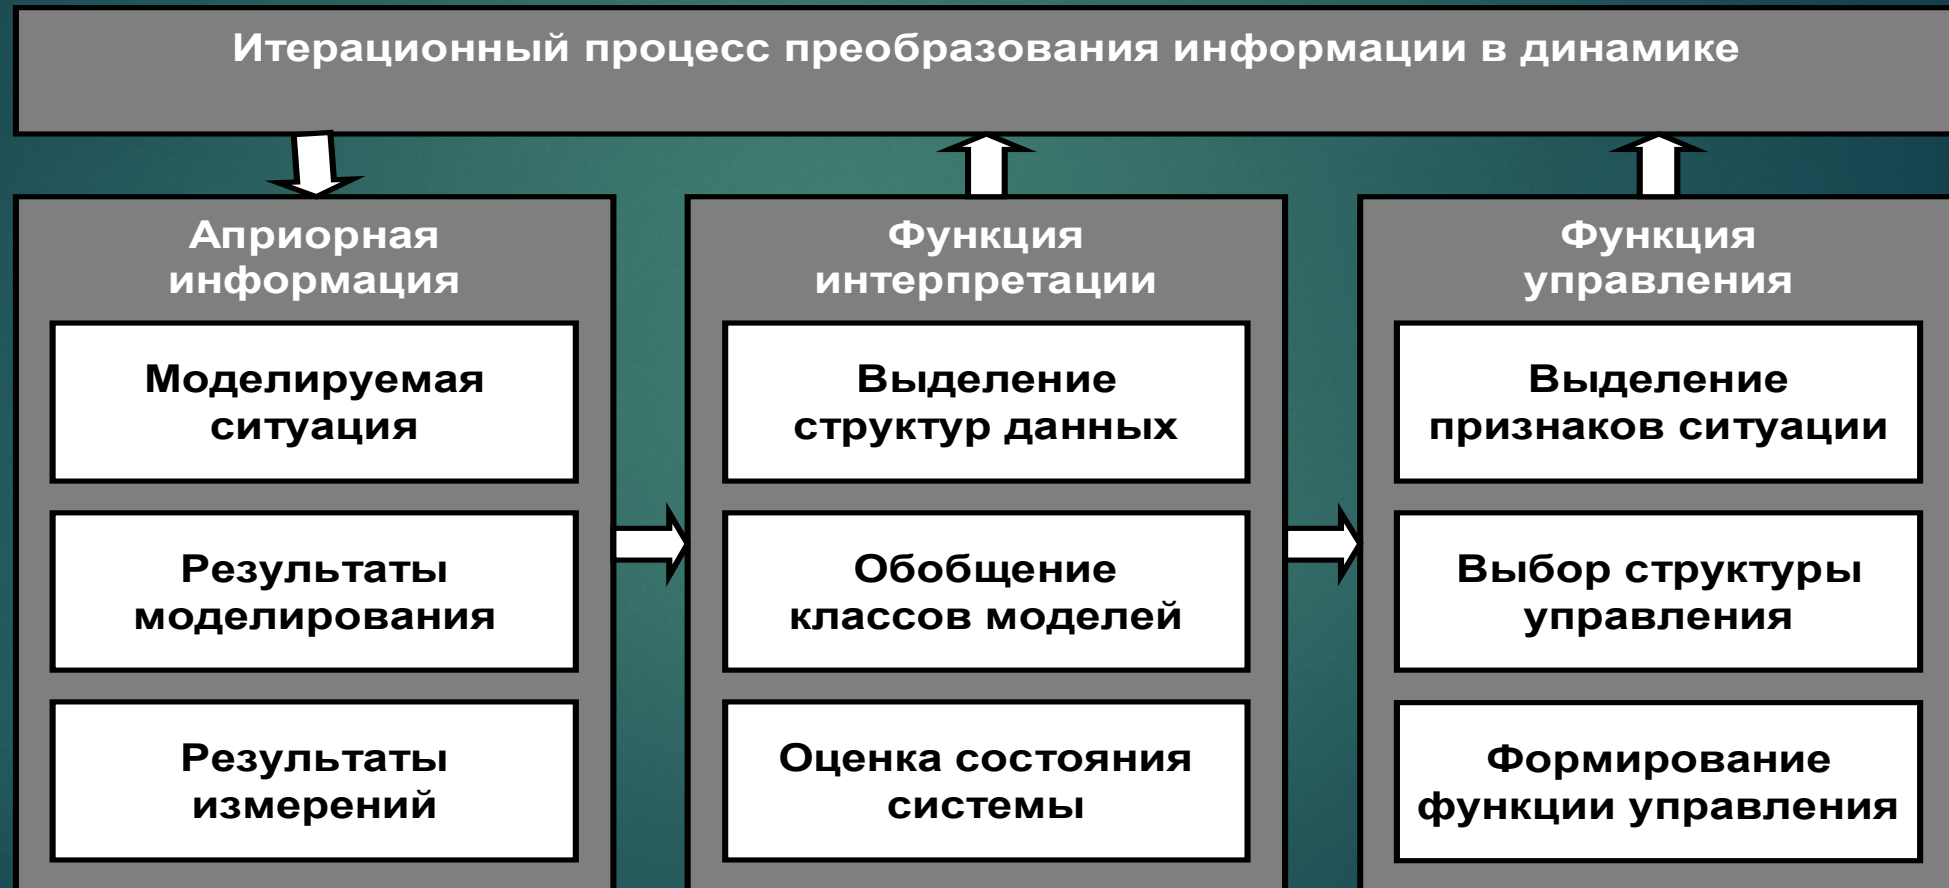 Итерационный процесс преобразования информации в динамике
Априорная
информация
Моделируемая
ситуация
Результаты
моделирования
Результаты
измерений
Функция
интерпретации
Выделение
структур данных
Обобщение
классов моделей
Оценка состояния
системы
Функция
управления
Выделение
признаков ситуации
Выбор структуры
управления
Формирование
функции управления